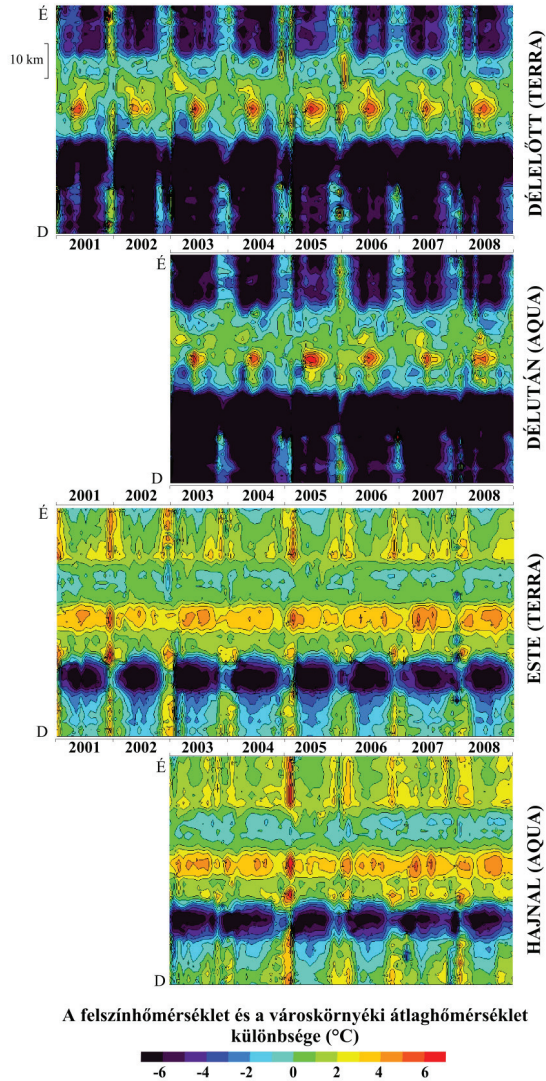 É
10 km
DÉLELŐTT (TERRA)
D
2001 2002 2003 2004 2005 2006 2007 2008
É
DÉLUTÁN (AQUA)
D
2001 2002 2003 2004 2005 2006 2007 2008
É
ESTE (TERRA)
D
2001 2002 2003 2004 2005 2006 2007 2008
É
HAJNAL (AQUA)
D
A felszínhőmérséklet és a városkörnyéki átlaghőmérséklet
különbsége (°C)
-6 -4 -2 0 2 4 6